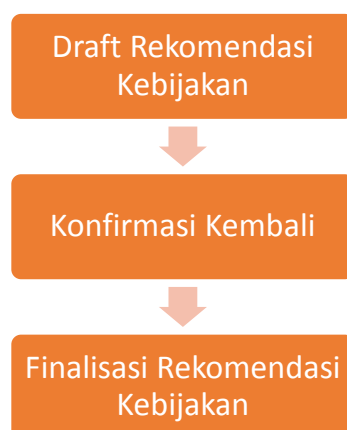 Draft Rekomendasi
Kebijakan
Konfirmasi Kembali
Finalisasi Rekomendasi
Kebijakan